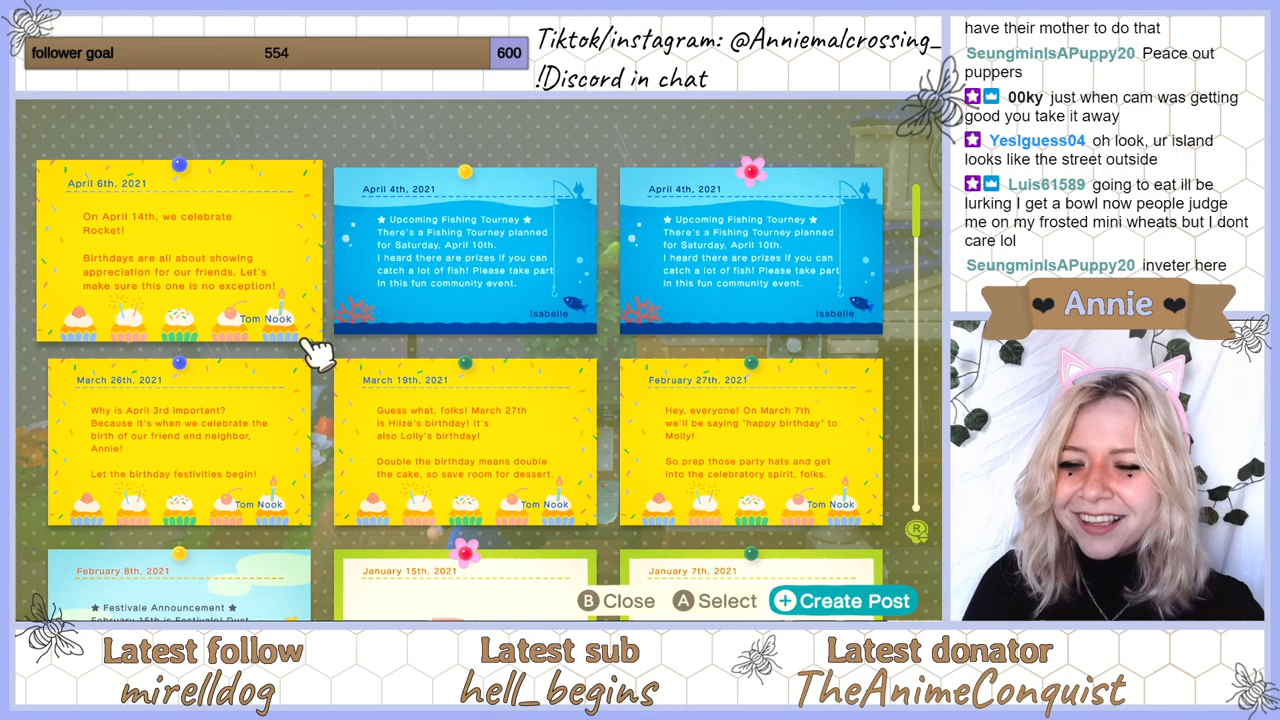 follower goal 554 600
Tiktok/instagram: @Anniemalcrossing_
!Discord in chat
April 6th, 2021
On April 14th, we celebrate
Rocket!
Birthdays are all about showing
appreciation for our friends. Let's
make sure this one is no exception!
Tom Nook
April 4th, 2021
★ Upcoming Fishing Tourney ★
There's a Fishing Tourney planned
for Saturday, April 10th.
I heard there are prizes if you can
catch a lot of fish! Please take part
in this fun community event.
Isabelle
April 4th, 2021
★ Upcoming Fishing Tourney ★
There's a Fishing Tourney planned
for Saturday, April 10th.
I heard there are prizes if you can
catch a lot of fish! Please take part
in this fun community event.
Isabelle
March 26th, 2021
Why is April 3rd important?
Because it's when we celebrate the
birth of our friend and neighbor,
Annie!
Let the birthday festivities begin!
Tom Nook
March 19th, 2021
Guess what, folks! March 27th
is Hilze's birthday! It's
also Lolly's birthday!
Double the birthday means double
the cake, so save room for dessert.
Tom Nook
February 27th, 2021
Hey, everyone! On March 7th
we'll be saying "happy birthday" to
Molly!
So prep those party hats and get
into the celebratory spirit, folks.
Tom Nook
R
February 8th, 2021
★ Festivale Announcement ★
February 15th is Festivale! Dust
January 15th, 2021
January 7th, 2021
B Close A Select + Create Post
have their mother to do that
SeungminIsAPuppy20 Peace out
puppers
00ky just when cam was getting
good you take it away
YesIguess04 oh look, ur island
looks like the street outside
Luis61589 going to eat ill be
lurking I get a bowl now people judge
me on my frosted mini wheats but I dont
care lol
SeungminIsAPuppy20 inveter here
Annie
Latest follow
mirelldog
Latest sub
hell_begins
Latest donator
TheAnimeConquist